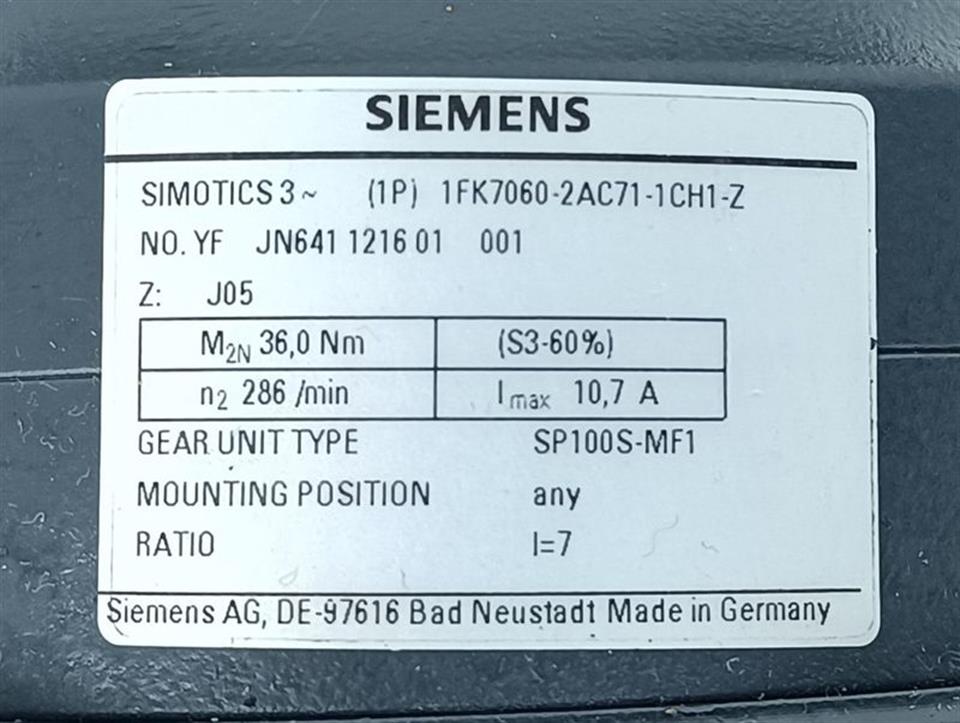 SIEMENS
SIMOTICS 3~ (1P) 1FK7060-2AC71-1CH1-Z
NO. YF JN641 1216 01 001
Z: J05
M2N 36,0 Nm (S3-60%)
n2 286 /min Imax 10,7 A
GEAR UNIT TYPE SP100S-MF1
MOUNTING POSITION any
RATIO I=7
Siemens AG, DE-97616 Bad Neustadt Made in Germany